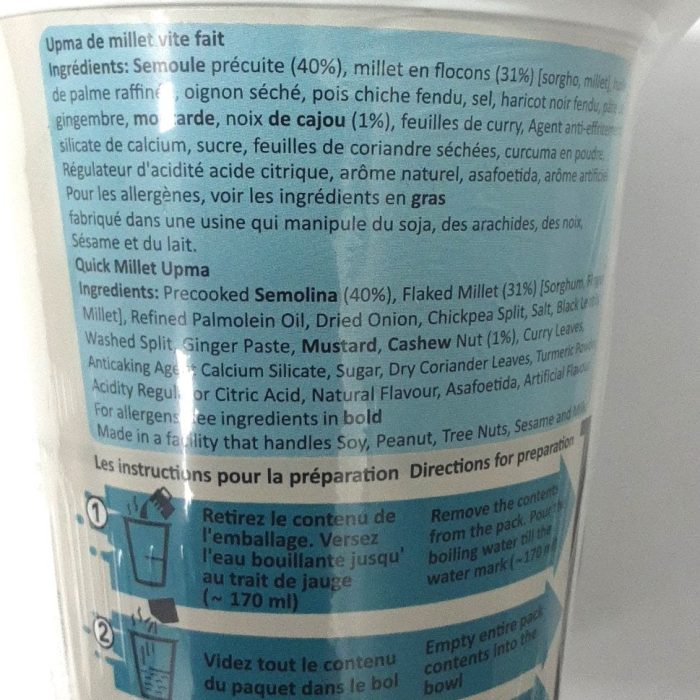 Upma de millet vite fait
Ingrédients: Semoule précuite (40%), millet en flocons (31%) [sorgho, millet],
de palme raffiné , oignon séché, pois chiche fendu, sel, haricot noir fendu,
gingembre, moutarde, noix de cajou (1%), feuilles de curry, Agent anti-effritement
silicate de calcium, sucre, feuilles de coriandre séchées, curcuma en poudre,
Régulateur d'acidité acide citrique, arôme naturel, asafoetida, arôme artificiel
Pour les allergènes, voir les ingrédients en gras
fabriqué dans une usine qui manipule du soja, des arachides, des noix,
Sésame et du lait.
Quick Millet Upma
Ingredients: Precooked Semolina (40%), Flaked Millet (31%) [Sorghum,
Millet], Refined Palmolein Oil, Dried Onion, Chickpea Split, Salt, Black Lentils
Washed Split, Ginger Paste, Mustard, Cashew Nut (1%), Curry Leaves,
Anticaking Agent Calcium Silicate, Sugar, Dry Coriander Leaves, Turmeric Powder
Acidity Regulator Citric Acid, Natural Flavour, Asafoetida, Artificial Flavour
For allergens see ingredients in bold
Made in a facility that handles Soy, Peanut, Tree Nuts, Sesame and Milk
Les instructions pour la préparation Directions for preparation
1
Retirez le contenu de
l'emballage. Versez
l'eau bouillante jusqu'
au trait de jauge
(~ 170 ml)
Remove the contents
from the pack. Pour the
boiling water till the
water mark (~170 ml)
2
Videz tout le contenu
du paquet dans le bol
Empty entire pack
contents into the
bowl